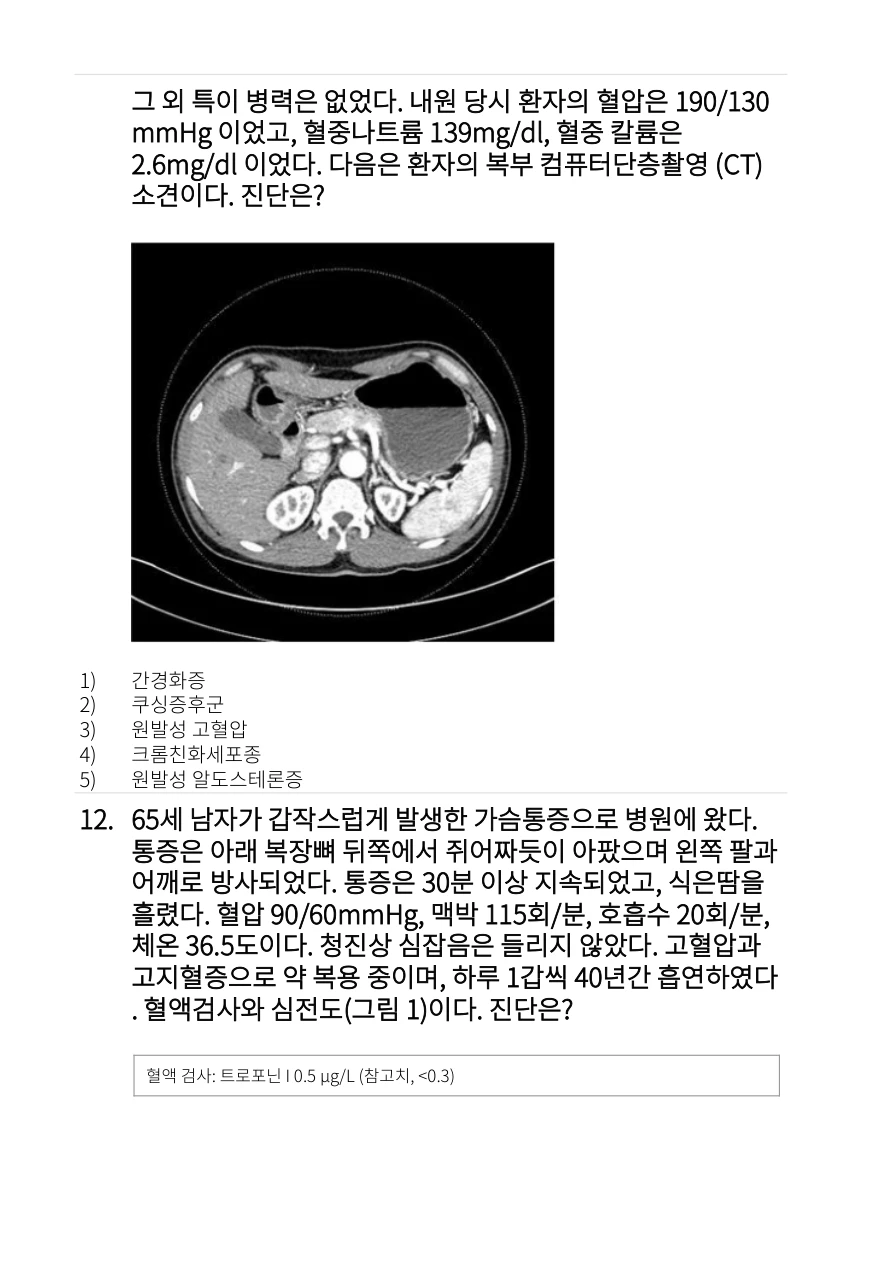 그 외 특이 병력은 없었다. 내원 당시 환자의 혈압은 190/130
mmHg 이었고, 혈중나트륨 139mg/dl, 혈중 칼륨은
2.6mg/dl 이었다. 다음은 환자의 복부 컴퓨터단층촬영 (CT)
소견이다. 진단은?
1) 간경화증
2) 쿠싱증후군
3) 원발성 고혈압
4) 크롬친화세포종
5) 원발성 알도스테론증
12. 65세 남자가 갑작스럽게 발생한 가슴통증으로 병원에 왔다.
통증은 아래 복장뼈 뒤쪽에서 쥐어짜듯이 아팠으며 왼쪽 팔과
어깨로 방사되었다. 통증은 30분 이상 지속되었고, 식은땀을
흘렸다. 혈압 90/60mmHg, 맥박 115회/분, 호흡수 20회/분,
체온 36.5도이다. 청진상 심잡음은 들리지 않았다. 고혈압과
고지혈증으로 약 복용 중이며, 하루 1갑씩 40년간 흡연하였다
. 혈액검사와 심전도(그림 1)이다. 진단은?
혈액 검사: 트로포닌 I 0.5 µg/L (참고치, <0.3)